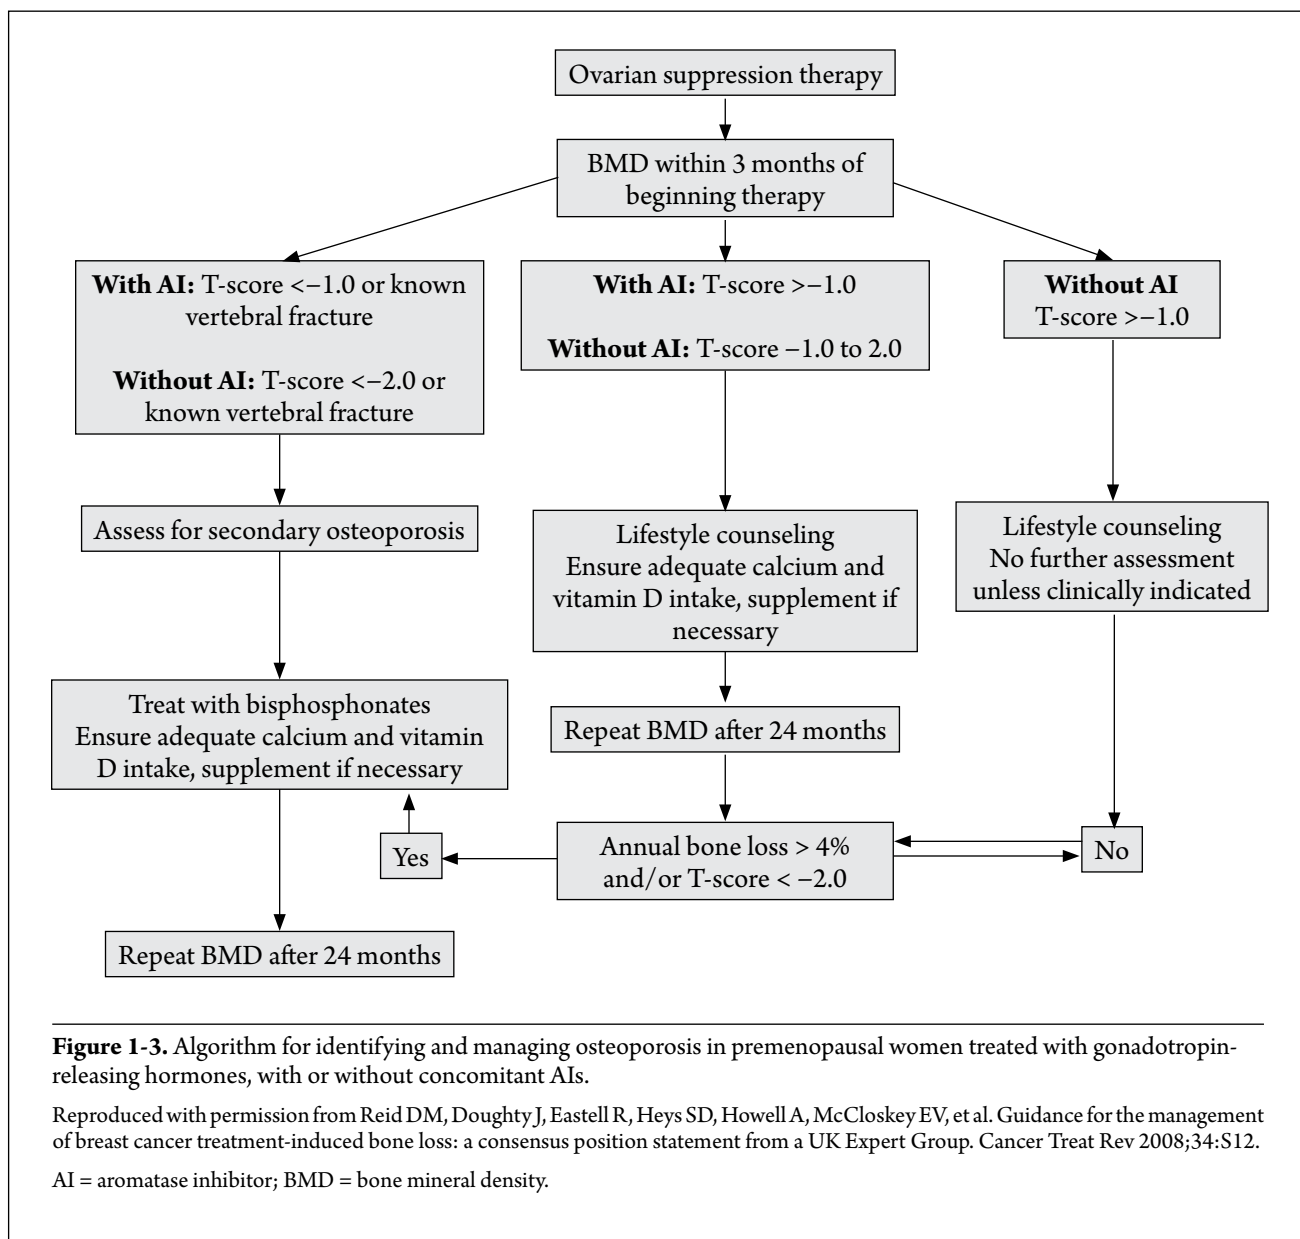 Ovarian suppression therapy
BMD within 3 months of
beginning therapy
With AI: T-score <−1.0 or known
vertebral fracture
Without AI: T-score <−2.0 or
known vertebral fracture
With AI: T-score >−1.0
Without AI: T-score −1.0 to 2.0
Without AI
T-score >−1.0
Assess for secondary osteoporosis
Lifestyle counseling
Ensure adequate calcium and
vitamin D intake, supplement if
necessary
Lifestyle counseling
No further assessment
unless clinically indicated
Treat with bisphosphonates
Ensure adequate calcium and vitamin
D intake, supplement if necessary
Repeat BMD after 24 months
Yes
Annual bone loss > 4%
and/or T-score < −2.0
No
Repeat BMD after 24 months
Figure 1-3. Algorithm for identifying and managing osteoporosis in premenopausal women treated with gonadotropin-
releasing hormones, with or without concomitant AIs.
Reproduced with permission from Reid DM, Doughty J, Eastell R, Heys SD, Howell A, McCloskey EV, et al. Guidance for the management
of breast cancer treatment-induced bone loss: a consensus position statement from a UK Expert Group. Cancer Treat Rev 2008;34:S12.
AI = aromatase inhibitor; BMD = bone mineral density.